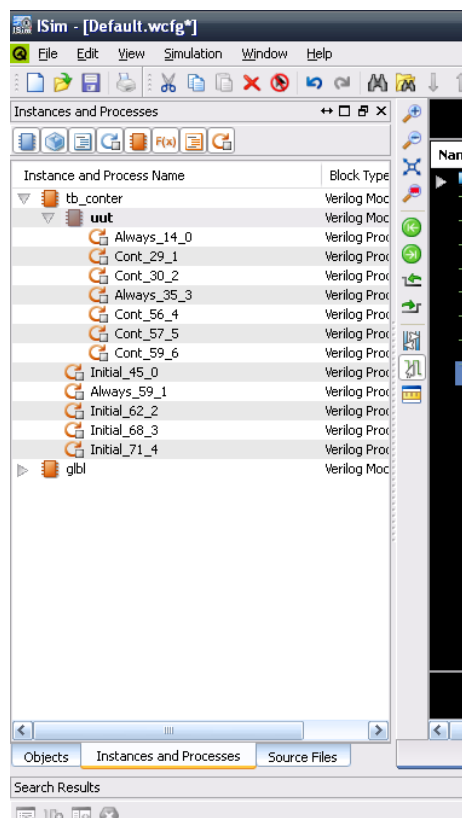 ISim - [Default.wcfg*]
File Edit View Simulation Window Help
Instances and Processes
F(x)
Nam
Instance and Process Name Block Type
tb_conter Verilog Moc
uut Verilog Moc
Always_14_0 Verilog Proc
Cont_29_1 Verilog Proc
Cont_30_2 Verilog Proc
Always_35_3 Verilog Proc
Cont_56_4 Verilog Proc
Cont_57_5 Verilog Proc
Cont_59_6 Verilog Proc
Initial_45_0 Verilog Proc
Always_59_1 Verilog Proc
Initial_62_2 Verilog Proc
Initial_68_3 Verilog Proc
Initial_71_4 Verilog Proc
glbl Verilog Moc
Objects Instances and Processes Source Files
Search Results